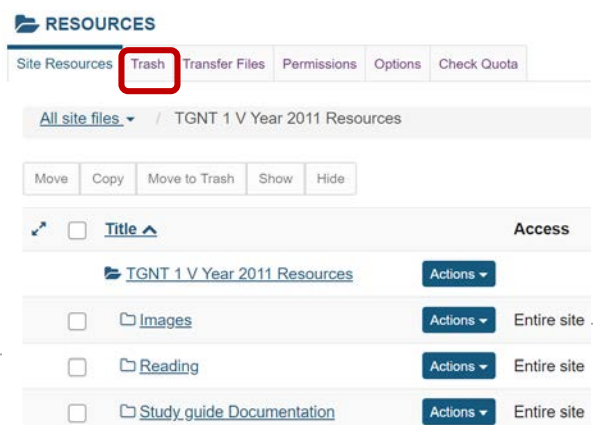 RESOURCES
Site Resources Trash Transfer Files Permissions Options Check Quota
All site files / TGNT 1 V Year 2011 Resources
Move Copy Move to Trash Show Hide
Title Access
TGNT 1 V Year 2011 Resources Actions
Images Actions Entire site .
Reading Actions Entire site
Study guide Documentation Actions Entire site